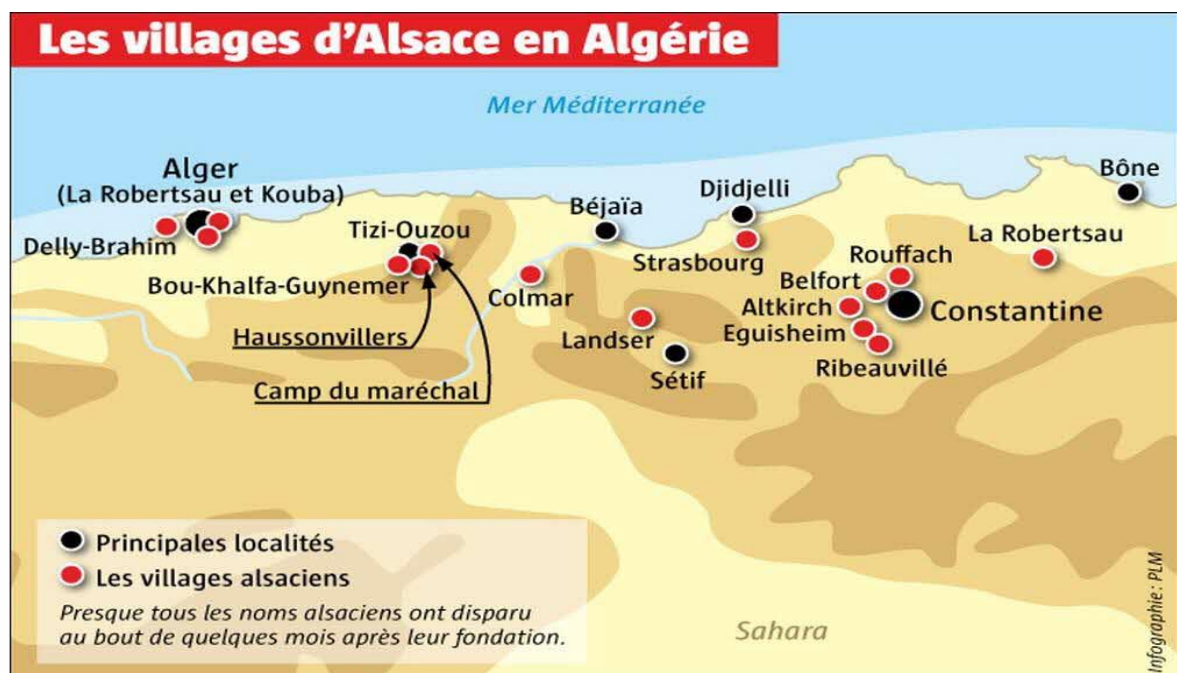 Les villages d'Alsace en Algérie
Mer Méditerranée
Alger
(La Robertsau et Kouba)
Delly-Brahim
Tizi-Ouzou
Bou-Khalfa-Guynemer
Haussonvillers
Camp du maréchal
Béjaïa
Colmar
Djidjelli
Strasbourg
Landser
Sétif
Bône
La Robertsau
Rouffach
Belfort
Altkirch
Constantine
Eguisheim
Ribeauvillé
Principales localités
Les villages alsaciens
Presque tous les noms alsaciens ont disparu
au bout de quelques mois après leur fondation.
Sahara
Infographie : PLM